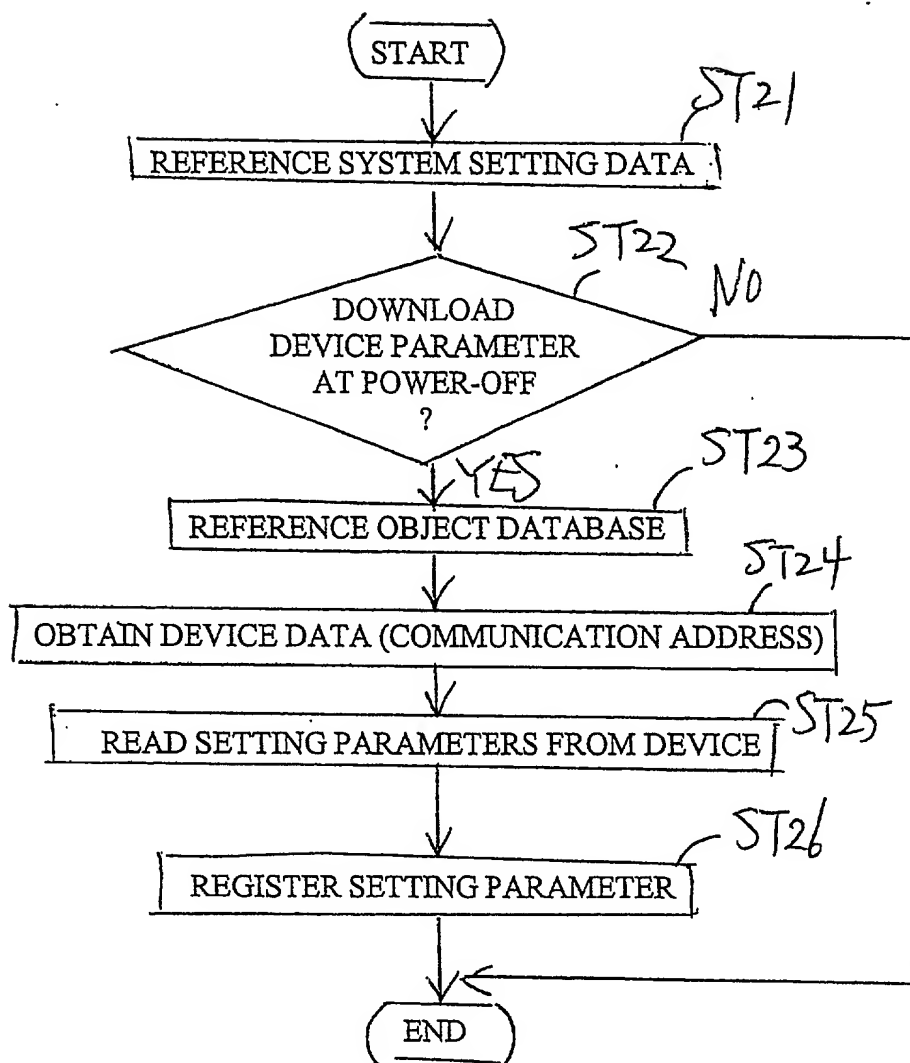 START
ST21
REFERENCE SYSTEM SETTING DATA
ST22
NO
DOWNLOAD
DEVICE PARAMETER
AT POWER-OFF
?
YES
ST23
REFERENCE OBJECT DATABASE
ST24
OBTAIN DEVICE DATA (COMMUNICATION ADDRESS)
ST25
READ SETTING PARAMETERS FROM DEVICE
ST26
REGISTER SETTING PARAMETER
END